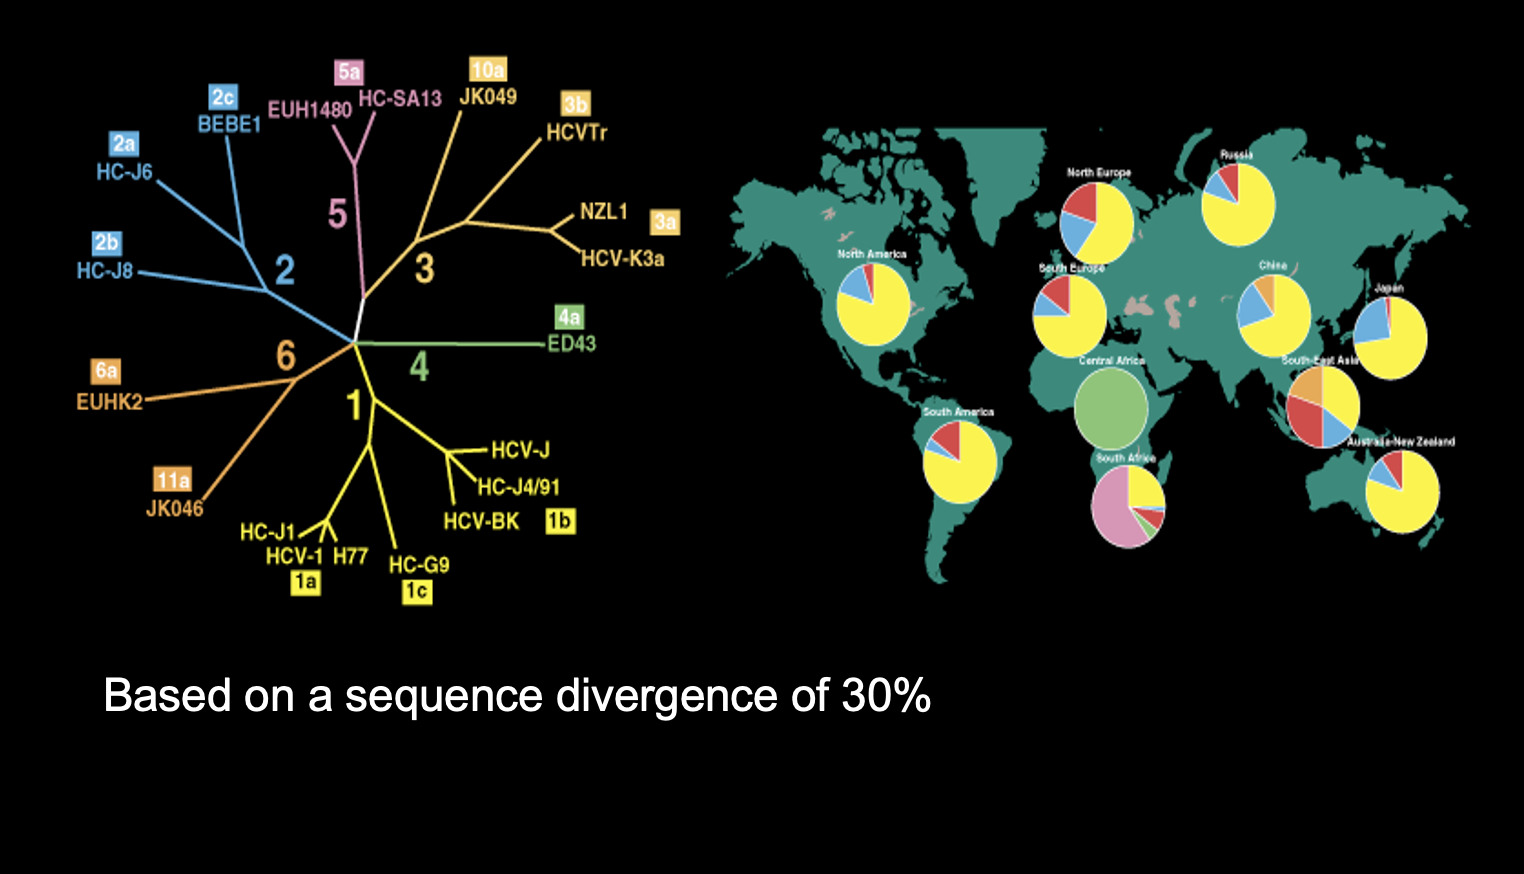 5a
10a
2c
EUH1480
HC-SA13
JK049
3b
BEBE1
HCVTr
2a
HC-J6
5
NZL1
3a
2b
HC-J8
2
3
HCV-K3a
4a
ED43
6
4
6a
EUHK2
1
HCV-J
11a
HC-J4/91
JK046
HCV-BK
1b
HC-J1
HCV-1
H77
HC-G9
1a
1c
Russia
North Europe
North America
South Europe
China
Japan
Central Africa
South-East Asia
South America
Australia-New Zealand
South Africa
Based on a sequence divergence of 30%